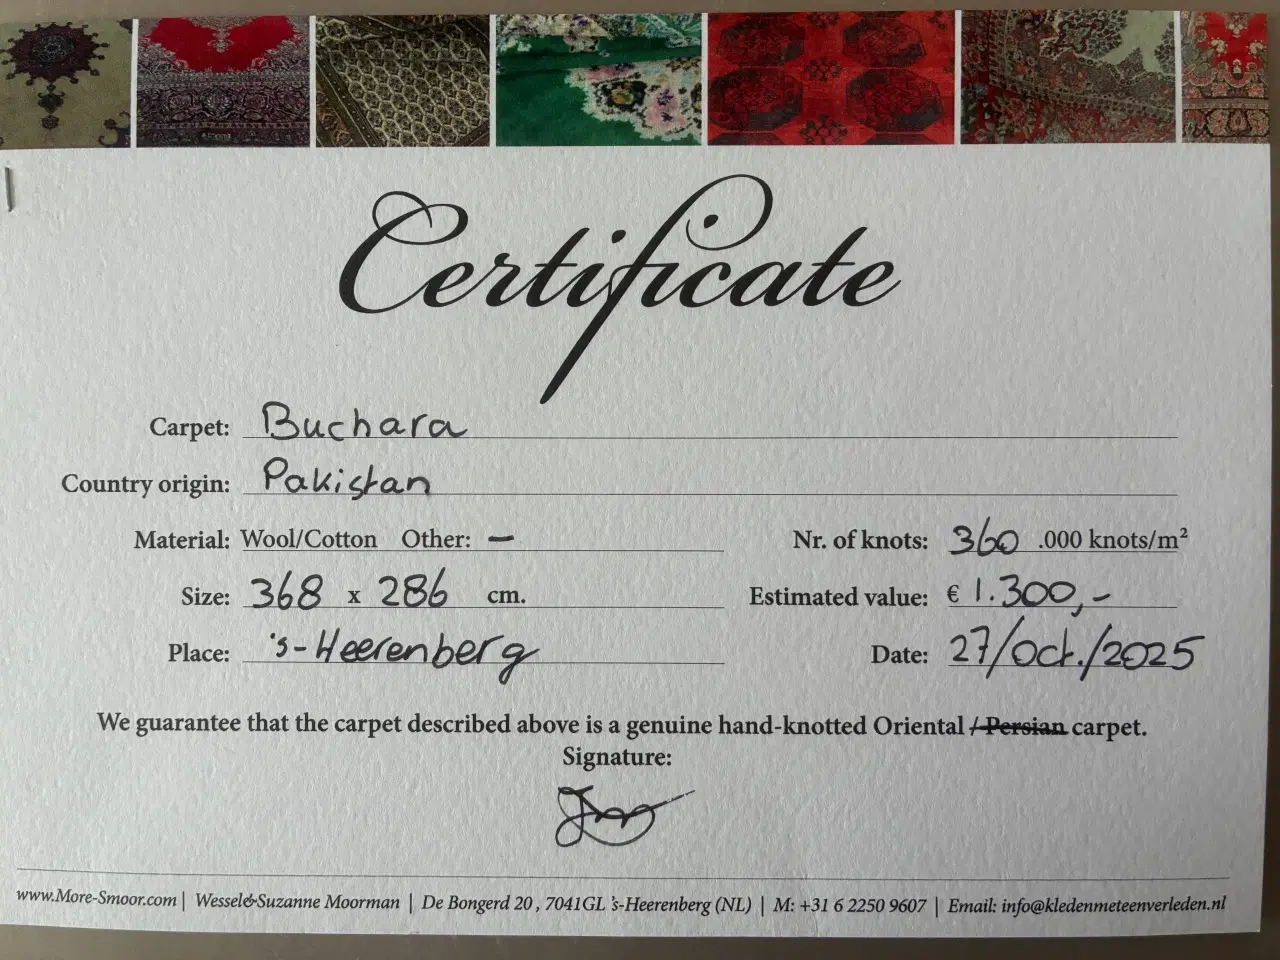 Certificate
Carpet: Buchara
Country origin: Pakistan
Material: Wool/Cotton Other: — Nr. of knots: 360 .000 knots/m²
Size: 368 x 286 cm. Estimated value: € 1.300,-
Place: 's-Heerenberg Date: 27/Oct./2025
We guarantee that the carpet described above is a genuine hand-knotted Oriental / Persian carpet.
Signature:
www.More-Smoor.com | Wessel&Suzanne Moorman | De Bongerd 20 , 7041GL 's-Heerenberg (NL) | M: +31 6 2250 9607 | Email: info@kledenmeteenverleden.nl